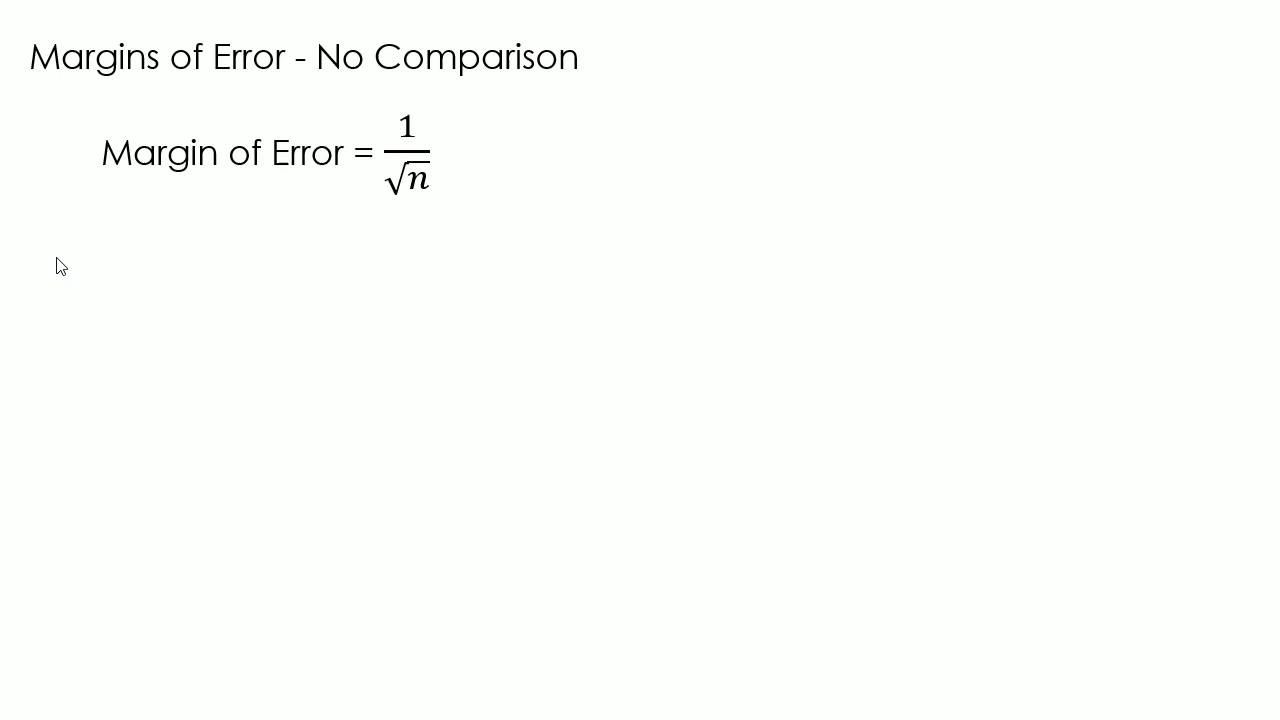 Margins of Error - No Comparison
Margin of Error = 1/√n